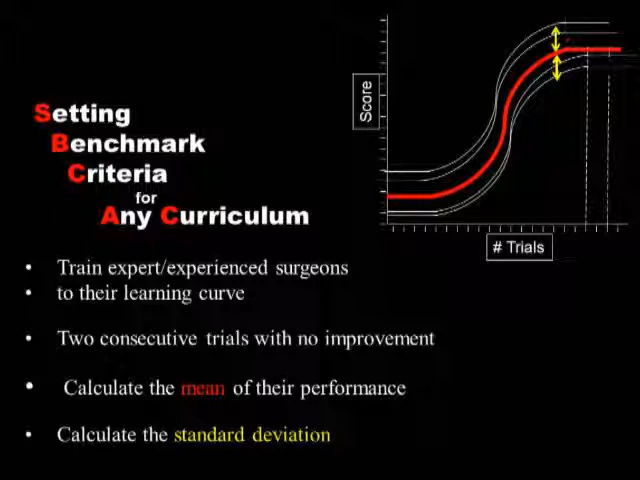 Setting
Benchmark
Criteria
for
Any Curriculum
Score
# Trials
• Train expert/experienced surgeons
• to their learning curve
• Two consecutive trials with no improvement
• Calculate the mean of their performance
• Calculate the standard deviation